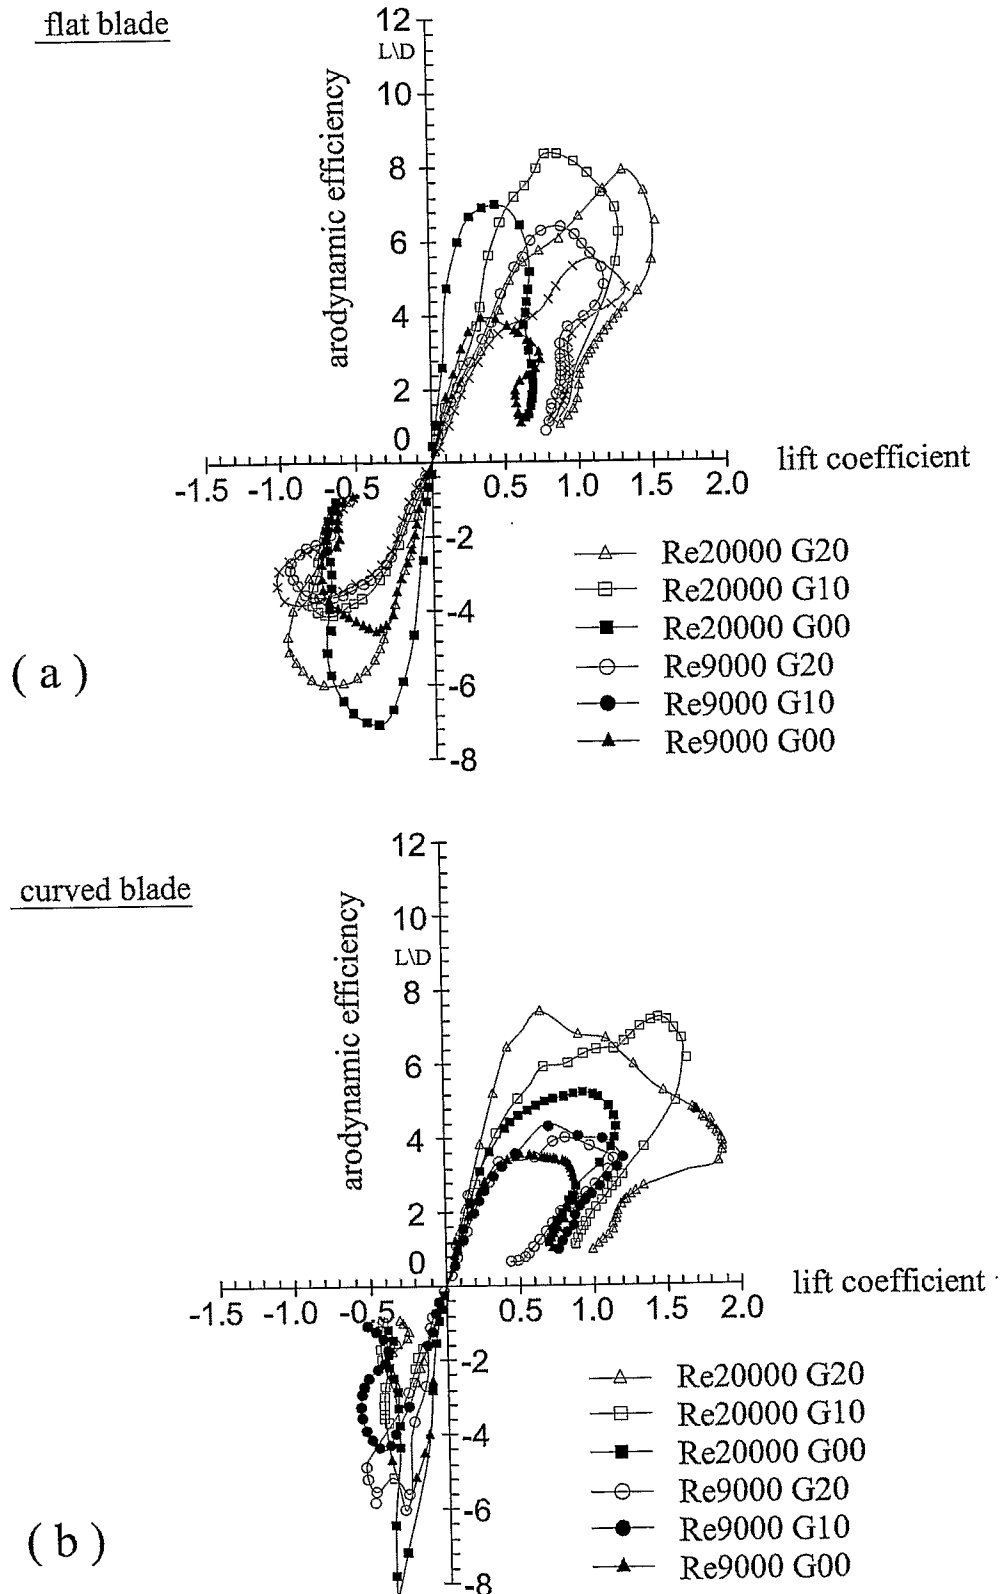 flat blade
12
L\D
10
8
6
4
2
0
arodynamic efficiency
-1.5 -1.0 -0.5 0.5 1.0 1.5 2.0
lift coefficient
-2
-4
-6
-8
Re20000 G20
Re20000 G10
Re20000 G00
Re9000 G20
Re9000 G10
Re9000 G00
( a )
curved blade
12
10
L\D
8
6
4
2
0
arodynamic efficiency
-1.5 -1.0 -0.5 0.5 1.0 1.5 2.0
lift coefficient
-2
-4
-6
-8
Re20000 G20
Re20000 G10
Re20000 G00
Re9000 G20
Re9000 G10
Re9000 G00
( b )